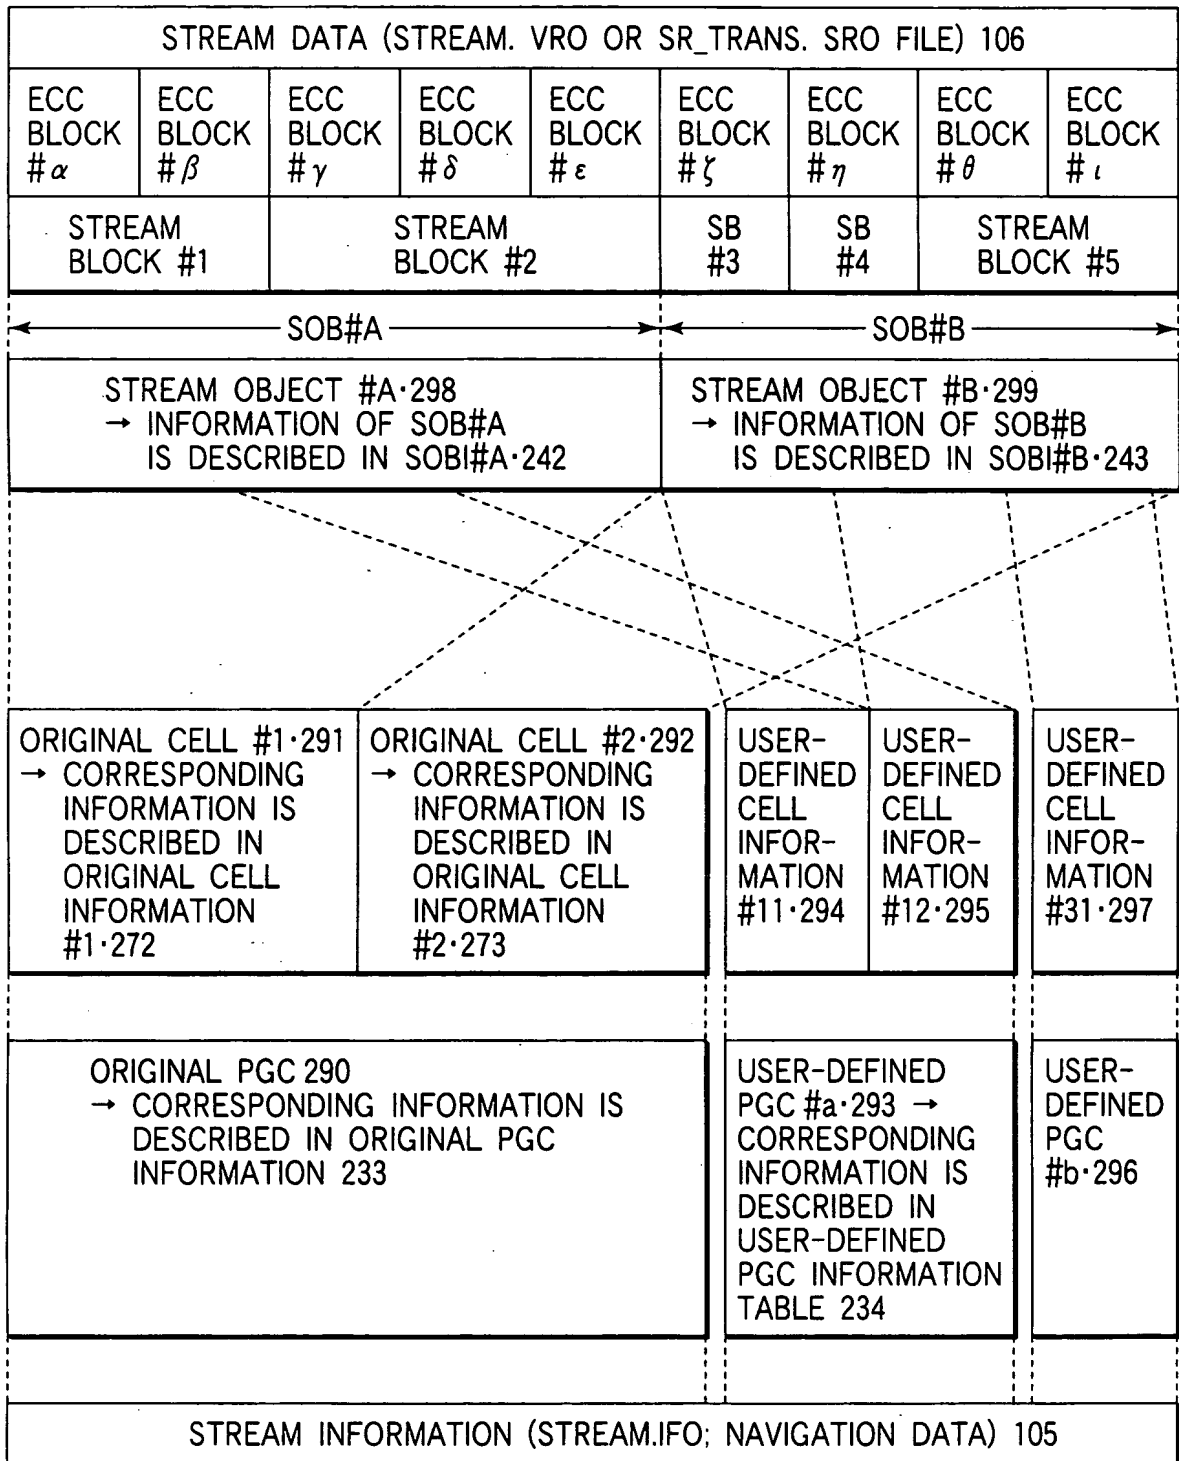 STREAM DATA (STREAM. VRO OR SR_TRANS. SRO FILE) 106
ECC BLOCK #α
ECC BLOCK #β
ECC BLOCK #γ
ECC BLOCK #δ
ECC BLOCK #ε
ECC BLOCK #ζ
ECC BLOCK #η
ECC BLOCK #θ
ECC BLOCK #ι
STREAM
BLOCK #1
STREAM
BLOCK #2
SB
#3
SB
#4
STREAM
BLOCK #5
SOB#A
SOB#B
STREAM OBJECT #A·298
→ INFORMATION OF SOB#A
IS DESCRIBED IN SOBI#A·242
STREAM OBJECT #B·299
→ INFORMATION OF SOB#B
IS DESCRIBED IN SOBI#B·243
ORIGINAL CELL #1·291
→ CORRESPONDING
INFORMATION IS
DESCRIBED IN
ORIGINAL CELL
INFORMATION
#1·272
ORIGINAL CELL #2·292
→ CORRESPONDING
INFORMATION IS
DESCRIBED IN
ORIGINAL CELL
INFORMATION
#2·273
USER-
DEFINED
CELL
INFOR-
MATION
#11·294
USER-
DEFINED
CELL
INFOR-
MATION
#12·295
USER-
DEFINED
CELL
INFOR-
MATION
#31·297
ORIGINAL PGC 290
→ CORRESPONDING INFORMATION IS
DESCRIBED IN ORIGINAL PGC
INFORMATION 233
USER-DEFINED
PGC #a·293 →
CORRESPONDING
INFORMATION IS
DESCRIBED IN
USER-DEFINED
PGC INFORMATION
TABLE 234
USER-
DEFINED
PGC
#b·296
STREAM INFORMATION (STREAM.IFO; NAVIGATION DATA) 105